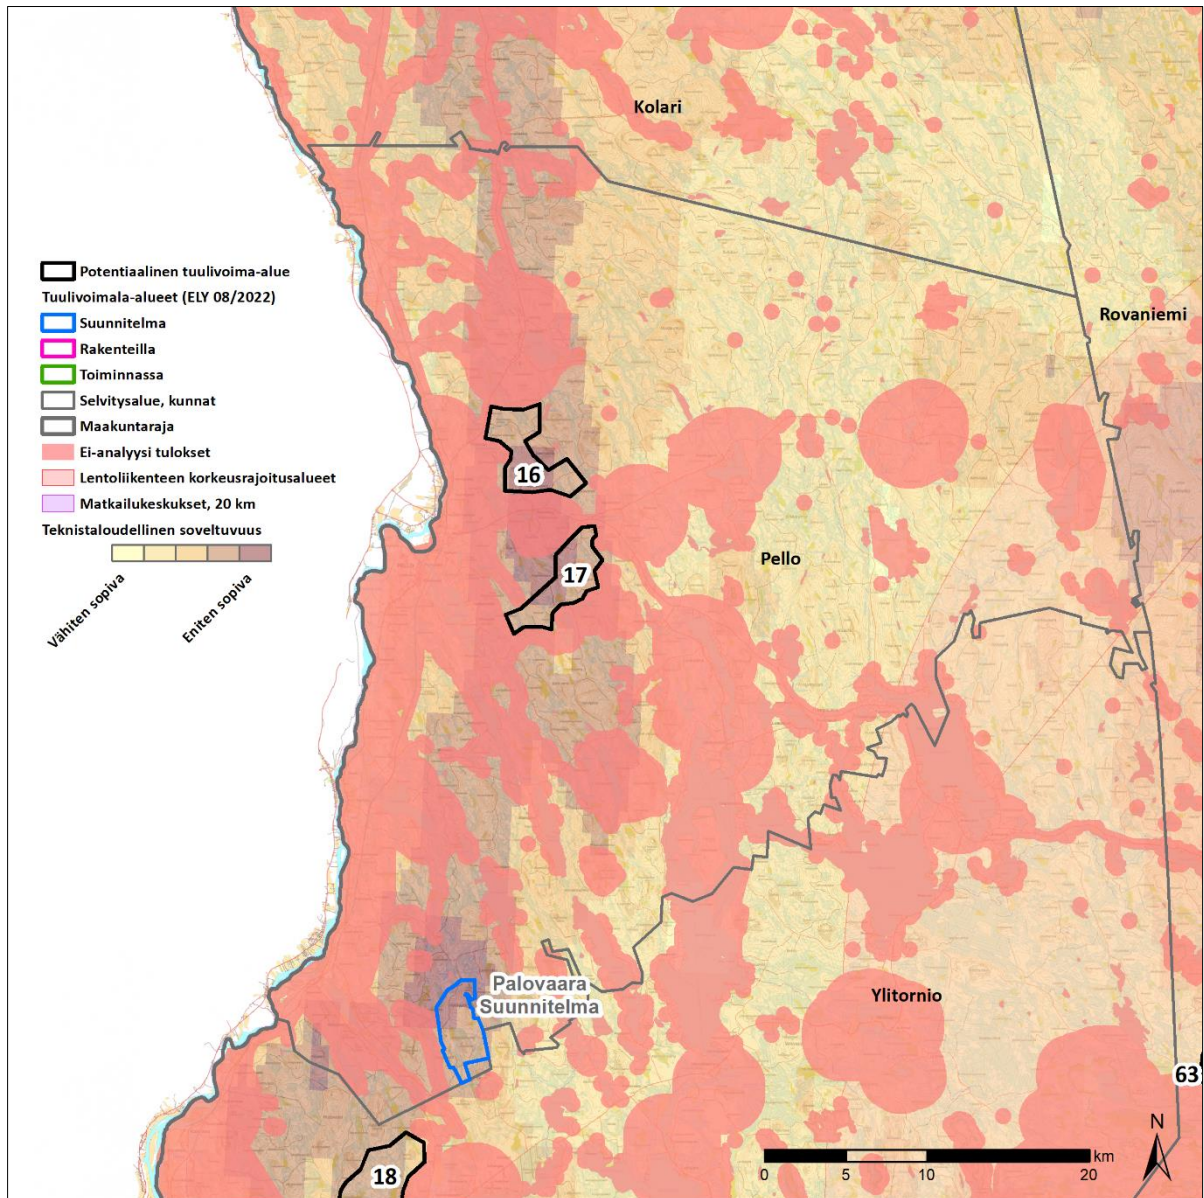 Kolari
Rovaniemi
Potentiaalinen tuulivoima-alue
Tuulivoimala-alueet (ELY 08/2022)
Suunnitelma
Rakenteilla
Toiminnassa
Selvitysalue, kunnat
Maakuntaraja
Ei-analyysi tulokset
Lentoliikenteen korkeusrajoitusalueet
Matkailukeskukset, 20 km
Teknistaloudellinen soveltuvuus
Vähiten sopiva
Eniten sopiva
16
17
Pello
Palovaara
Suunnitelma
Ylitornio
63
18
N
km
0 5 10 20